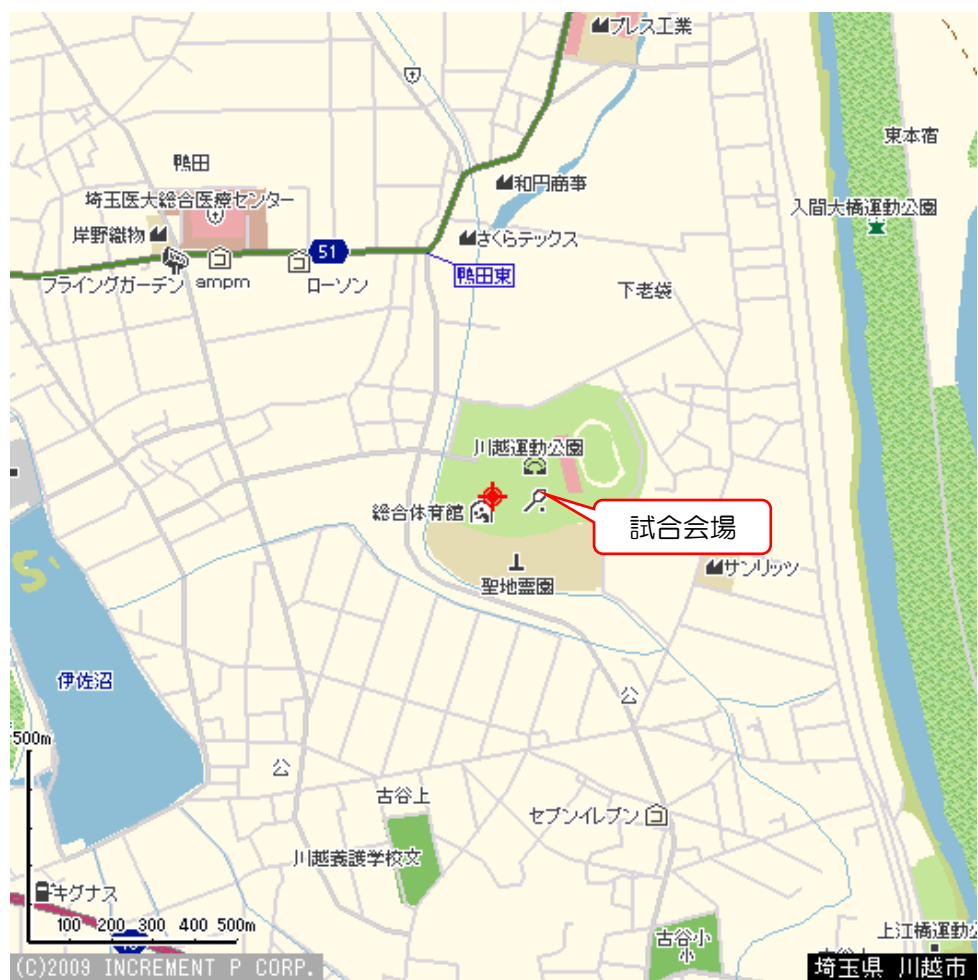 プレス工業
東本宿
鴨田
和円商事
埼玉医大総合医療センター
入間大橋運動公園
岸野織物
さくらテックス
51
鴨田東
フライングガーデン
ampm
ローソン
下老袋
川越運動公園
総合体育館
試合会場
サンリッツ
聖地霊園
伊佐沼
公
500m
公
古谷上
セブンイレブン
川越養護学校文
キグナス
100 200 300 400 500m
古谷小
小
上江橋運動公
(C)2009 INCREMENT P CORP.
埼玉県 川越市